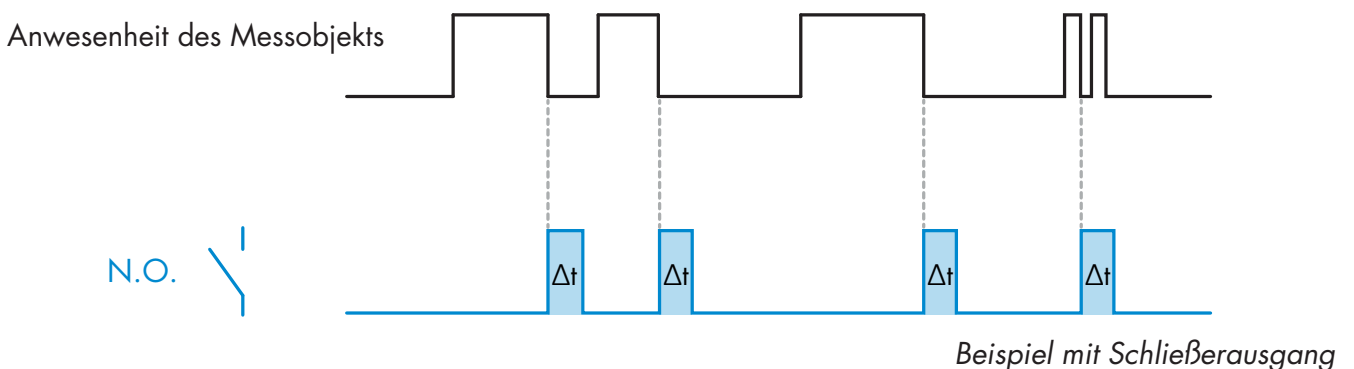 Anwesenheit des Messobjekts
N.O.
Δt Δt Δt Δt
Beispiel mit Schließerausgang